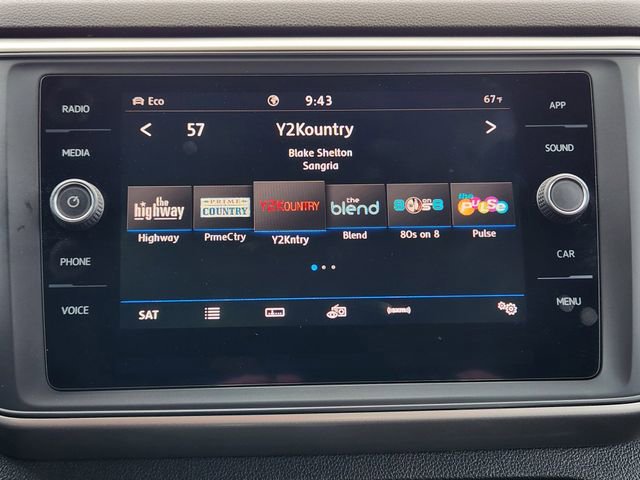 RADIO
MEDIA
PHONE
VOICE
Eco
9:43
67°F
< 57 Y2Kountry >
Blake Shelton
Sangria
the highway
PRIME COUNTRY
Y2KOUNTRY
the blend
80s on 8
the Pulse
Highway
PrmeCtry
Y2Kntry
Blend
80s on 8
Pulse
SAT
(SiriusXM)
APP
SOUND
CAR
MENU